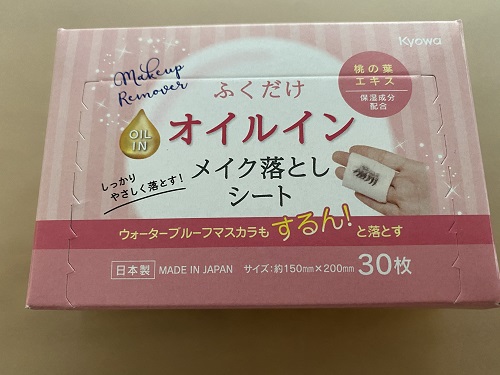 Kyowa
Makeup
Remover
ふくだけ
桃の葉
エキス
保湿成分
配合
OIL
IN
オイルイン
メイク落とし
シート
しっかり
やさしく落とす!
ウォータープルーフマスカラも するん! と落とす
日本製 MADE IN JAPAN サイズ:約150mm×200mm 30枚